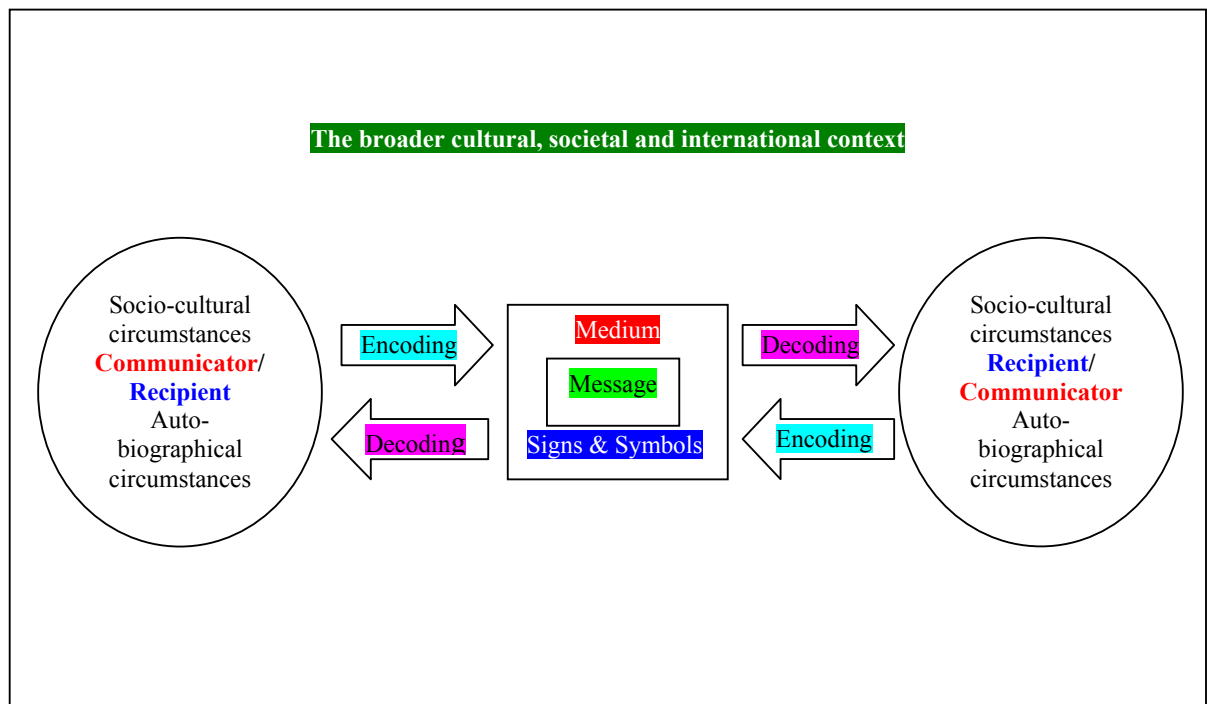 The broader cultural, societal and international context
Socio-cultural
circumstances
Communicator/
Recipient
Auto-
biographical
circumstances
Encoding
Decoding
Medium
Message
Signs & Symbols
Decoding
Encoding
Socio-cultural
circumstances
Recipient/
Communicator
Auto-
biographical
circumstances